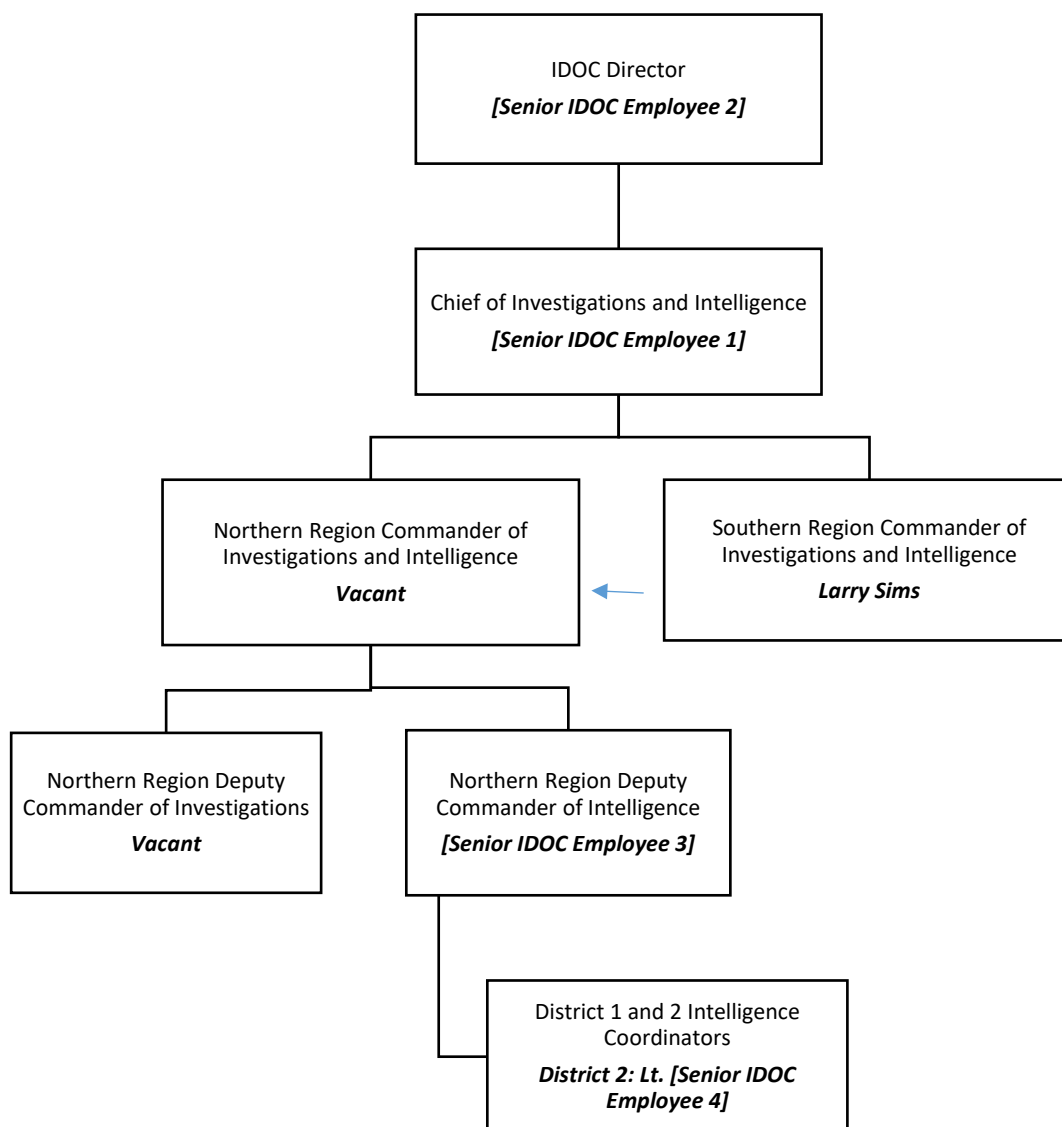 IDOC Director
[Senior IDOC Employee 2]
Chief of Investigations and Intelligence
[Senior IDOC Employee 1]
Northern Region Commander of
Investigations and Intelligence
Vacant
Southern Region Commander of
Investigations and Intelligence
Larry Sims
Northern Region Deputy
Commander of Investigations
Vacant
Northern Region Deputy
Commander of Intelligence
[Senior IDOC Employee 3]
District 1 and 2 Intelligence
Coordinators
District 2: Lt. [Senior IDOC
Employee 4]